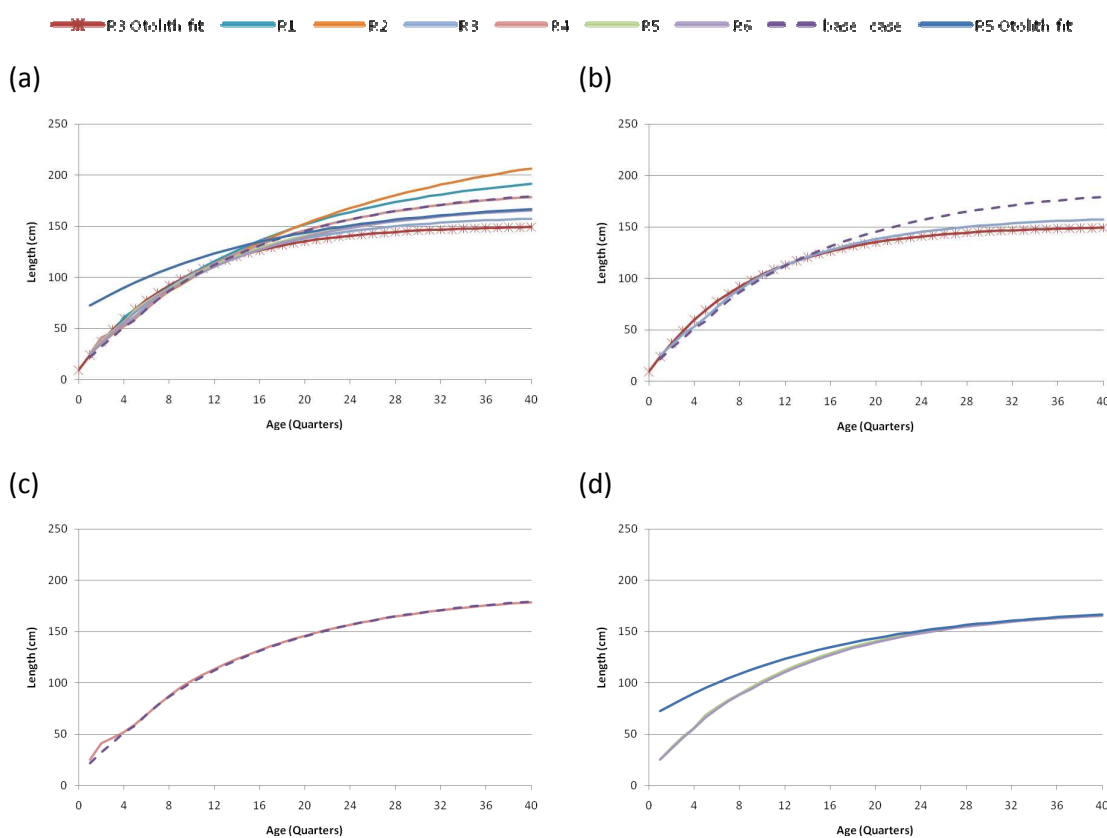 R3 Otolith fit R1 R2 R3 R4 R5 R6 base case R5 Otolith fit
(a) (b)
250 250
200 200
150 150
100 100
50 50
0 0
0 4 8 12 16 20 24 28 32 36 40 0 4 8 12 16 20 24 28 32 36 40
Length (cm) Length (cm)
Age (Quarters) Age (Quarters)
(c) (d)
250 250
200 200
150 150
100 100
50 50
0 0
0 4 8 12 16 20 24 28 32 36 40 0 4 8 12 16 20 24 28 32 36 40
Length (cm) Length (cm)
Age (Quarters) Age (Quarters)